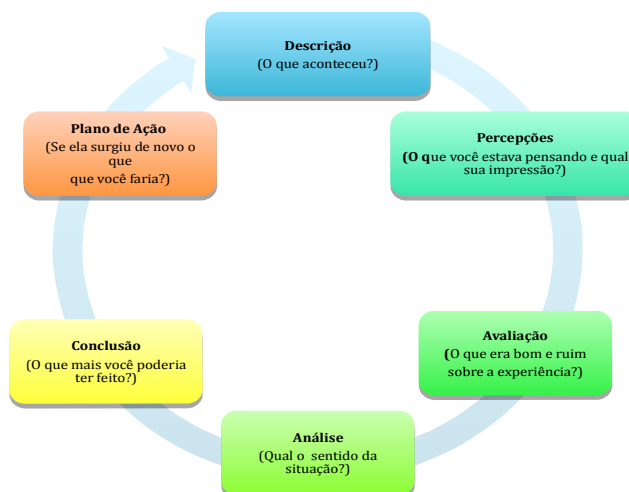 Descrição
(O que aconteceu?)
Percepções
(O que você estava pensando e qual
sua impressão?)
Avaliação
(O que era bom e ruim
sobre a experiência?)
Análise
(Qual o sentido da
situação?)
Conclusão
(O que mais você poderia
ter feito?)
Plano de Ação
(Se ela surgiu de novo o
que
que você faria?)